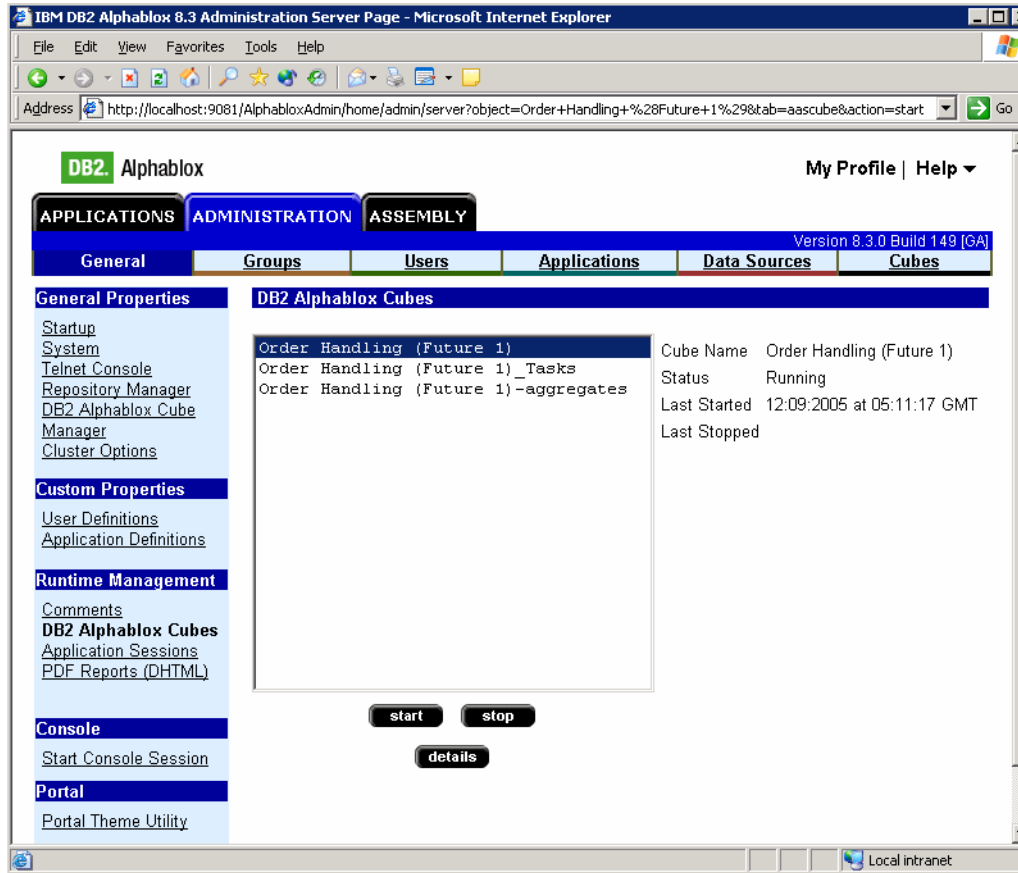 IBM DB2 Alphablox 8.3 Administration Server Page - Microsoft Internet Explorer
File Edit View Favorites Tools Help
Address http://localhost:9081/AlphabloxAdmin/home/admin/server?object=Order+Handling+%28Future+1%29&tab=aascube&action=start Go
DB2. Alphablox
My Profile | Help
APPLICATIONS ADMINISTRATION ASSEMBLY
Version 8.3.0 Build 149 [GA]
General Groups Users Applications Data Sources Cubes
General Properties
Startup
System
Telnet Console
Repository Manager
DB2 Alphablox Cube
Manager
Cluster Options
Custom Properties
User Definitions
Application Definitions
Runtime Management
Comments
DB2 Alphablox Cubes
Application Sessions
PDF Reports (DHTML)
Console
Start Console Session
Portal
Portal Theme Utility
DB2 Alphablox Cubes
Order Handling (Future 1)
Order Handling (Future 1)_Tasks
Order Handling (Future 1)-aggregates
Cube Name Order Handling (Future 1)
Status Running
Last Started 12:09:2005 at 05:11:17 GMT
Last Stopped
start stop
details
Local intranet